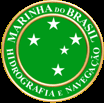 MARINHA DO BRASIL
HIDROGRAFIA E NAVEGAÇÃO